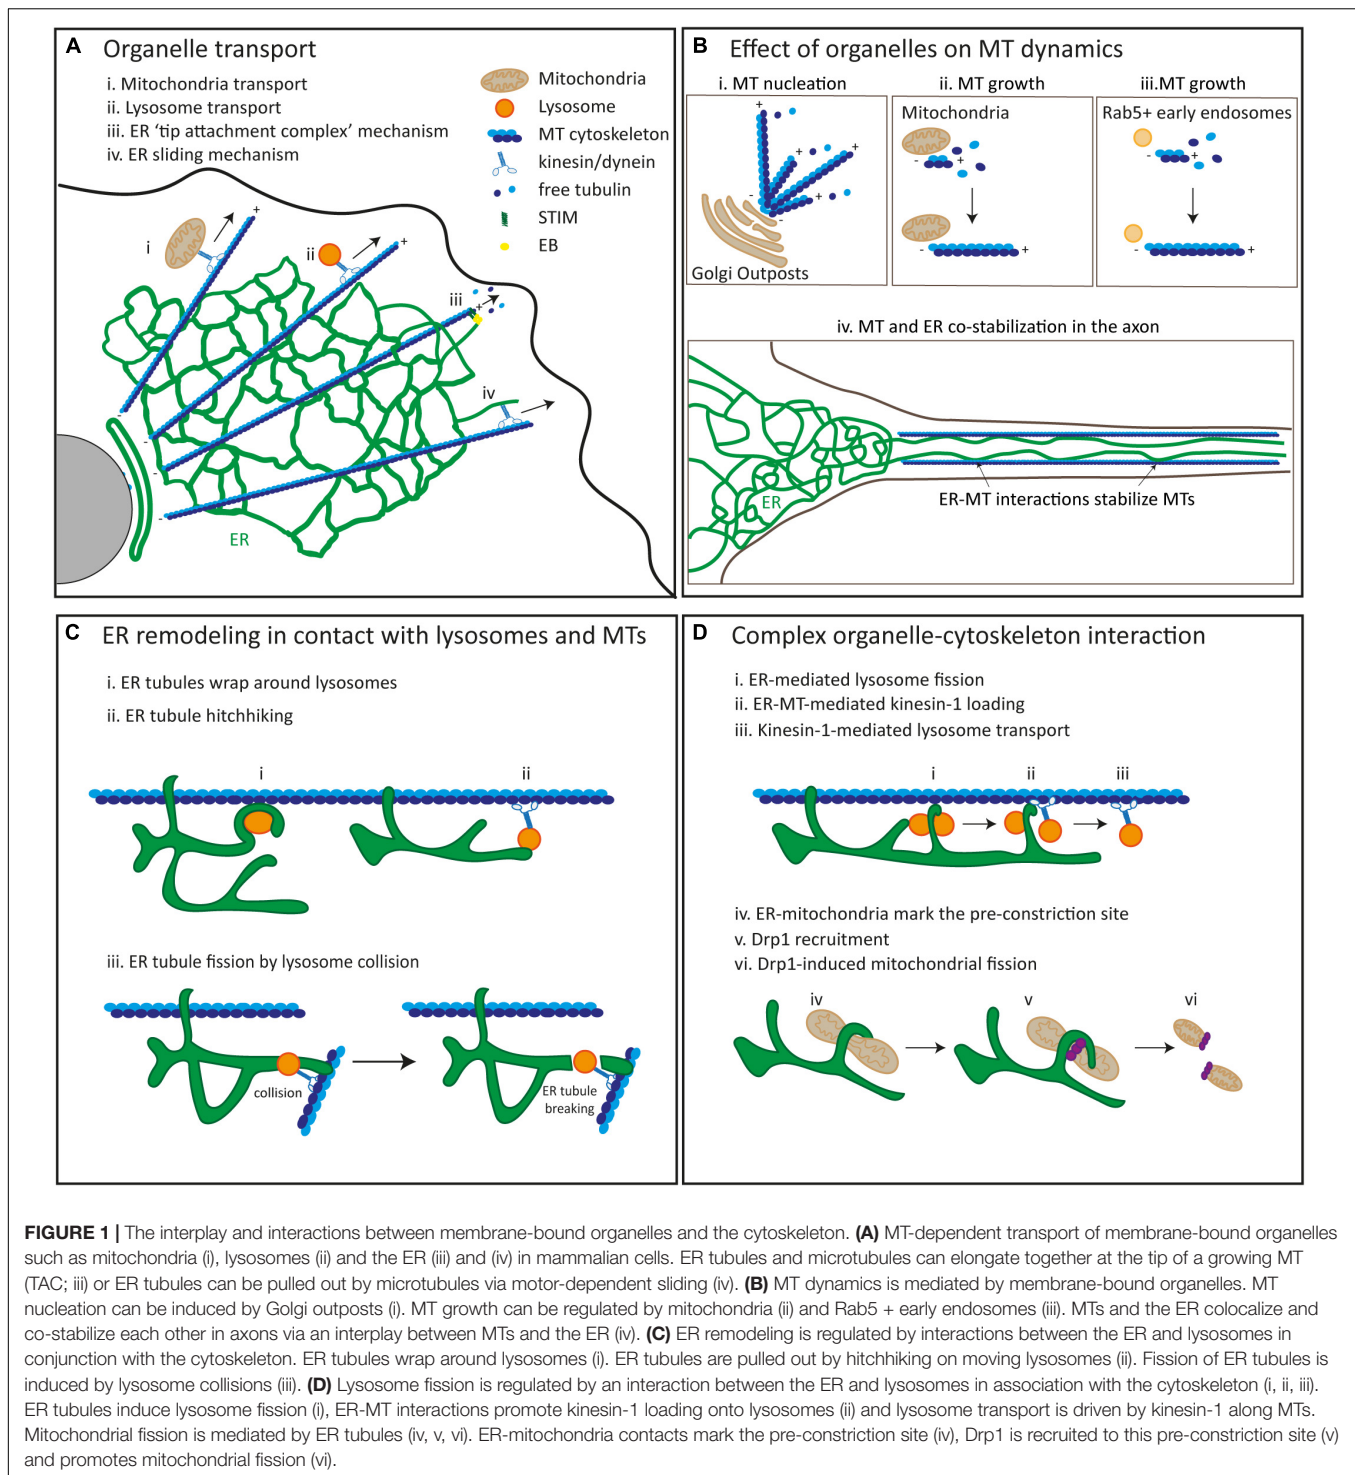 A Organelle transport
i. Mitochondria transport
ii. Lysosome transport
iii. ER ‘tip attachment complex’ mechanism
iv. ER sliding mechanism
Mitochondria
Lysosome
MT cytoskeleton
kinesin/dynein
free tubulin
STIM
EB
i
+
ii
+
iii
+
iv
-
-
-
-
ER
B Effect of organelles on MT dynamics
i. MT nucleation
ii. MT growth
iii.MT growth
+
+
+
+
-
-
Golgi Outposts
Mitochondria
-
+
-
+
Rab5+ early endosomes
-
+
-
+
iv. MT and ER co-stabilization in the axon
ER
ER-MT interactions stabilize MTs
C ER remodeling in contact with lysosomes and MTs
i. ER tubules wrap around lysosomes
ii. ER tubule hitchhiking
i
ii
iii. ER tubule fission by lysosome collision
collision
ER tubule
breaking
D Complex organelle-cytoskeleton interaction
i. ER-mediated lysosome fission
ii. ER-MT-mediated kinesin-1 loading
iii. Kinesin-1-mediated lysosome transport
i
ii
iii
iv. ER-mitochondria mark the pre-constriction site
v. Drp1 recruitment
vi. Drp1-induced mitochondrial fission
iv
v
vi
FIGURE 1 | The interplay and interactions between membrane-bound organelles and the cytoskeleton. (A) MT-dependent transport of membrane-bound organelles
such as mitochondria (i), lysosomes (ii) and the ER (iii) and (iv) in mammalian cells. ER tubules and microtubules can elongate together at the tip of a growing MT
(TAC; iii) or ER tubules can be pulled out by microtubules via motor-dependent sliding (iv). (B) MT dynamics is mediated by membrane-bound organelles. MT
nucleation can be induced by Golgi outposts (i). MT growth can be regulated by mitochondria (ii) and Rab5 + early endosomes (iii). MTs and the ER colocalize and
co-stabilize each other in axons via an interplay between MTs and the ER (iv). (C) ER remodeling is regulated by interactions between the ER and lysosomes in
conjunction with the cytoskeleton. ER tubules wrap around lysosomes (i). ER tubules are pulled out by hitchhiking on moving lysosomes (ii). Fission of ER tubules is
induced by lysosome collisions (iii). (D) Lysosome fission is regulated by an interaction between the ER and lysosomes in association with the cytoskeleton (i, ii, iii).
ER tubules induce lysosome fission (i), ER-MT interactions promote kinesin-1 loading onto lysosomes (ii) and lysosome transport is driven by kinesin-1 along MTs.
Mitochondrial fission is mediated by ER tubules (iv, v, vi). ER-mitochondria contacts mark the pre-constriction site (iv), Drp1 is recruited to this pre-constriction site (v)
and promotes mitochondrial fission (vi).